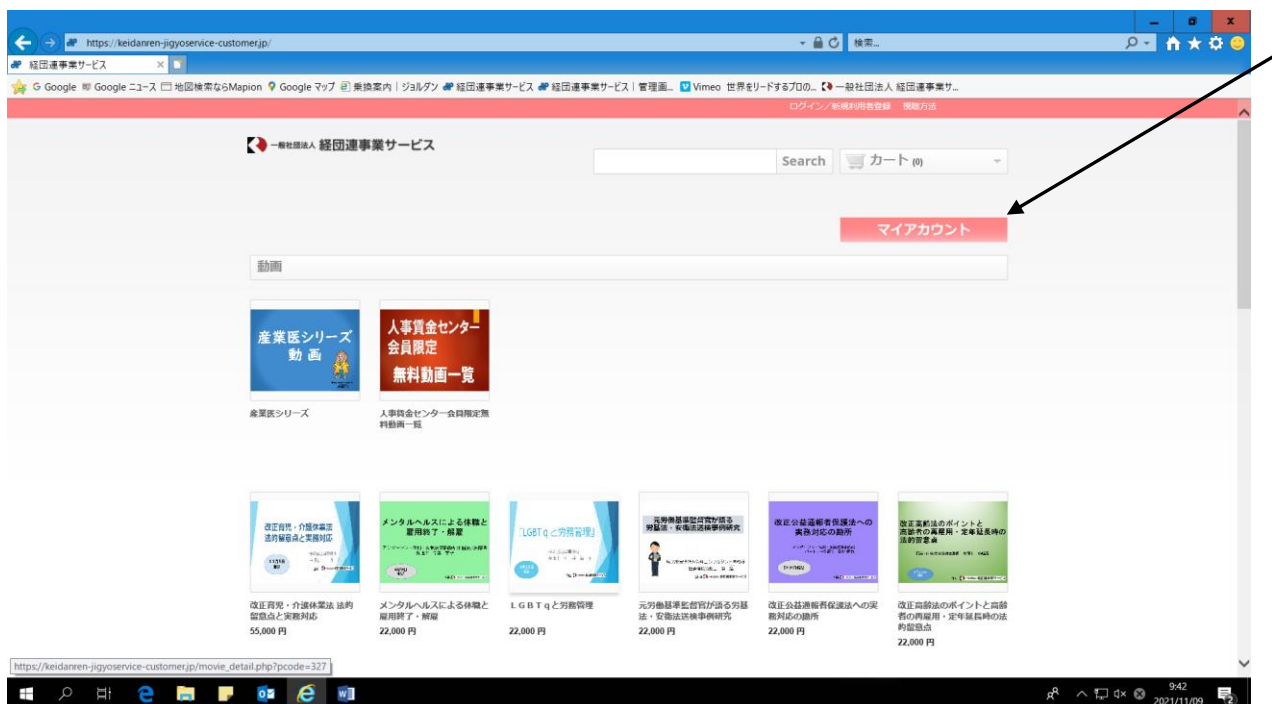 https://keidanren-jigyoservice-customer.jp/
検索...
経団連事業サービス
G Google
Google ニュース
地図検索ならMapion
Google マップ
乗換案内 | ジョルダン
経団連事業サービス
経団連事業サービス | 管理画...
Vimeo 世界をリードするプロの...
一般社団法人 経団連事業サ...
ログイン/新規利用者登録 視聴方法
一般社団法人 経団連事業サービス
Search
カート (0)
マイアカウント
動画
産業医シリーズ
動画
人事賃金センター
会員限定
無料動画一覧
産業医シリーズ
人事賃金センター会員限定無
料動画一覧
改正育児・介護休業法
法的留意点と実務対応
メンタルヘルスによる休職と
雇用終了・解雇
「LGBTqと労務管理」
元労働基準監督官が語る
労基法・安衛法送検事例研究
改正公益通報者保護法への
実務対応の勘所
改正高齢法のポイントと
高齢者の再雇用・定年延長時の
法的留意点
改正育児・介護休業法 法的
留意点と実務対応
55,000 円
メンタルヘルスによる休職と
雇用終了・解雇
22,000 円
LGBTqと労務管理
22,000 円
元労働基準監督官が語る労基
法・安衛法送検事例研究
22,000 円
改正公益通報者保護法への実
務対応の勘所
22,000 円
改正高齢法のポイントと高齢
者の再雇用・定年延長時の法
的留意点
22,000 円
https://keidanren-jigyoservice-customer.jp/movie_detail.php?pcode=327
9:42
2021/11/09